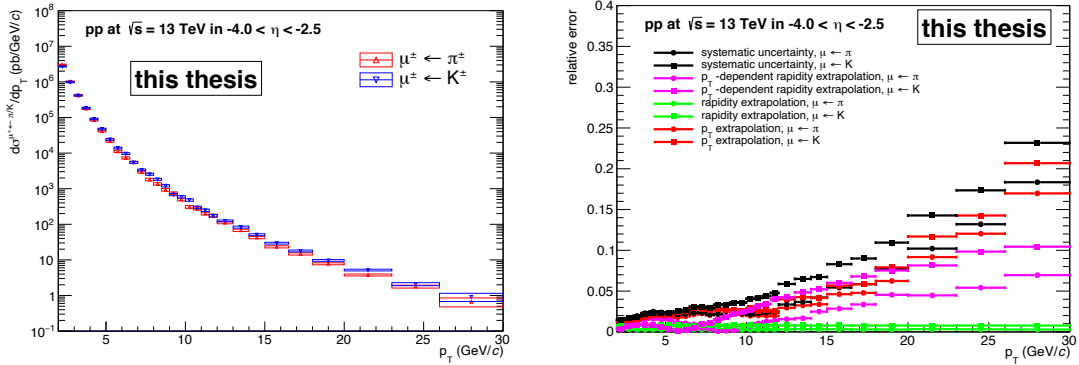 pp at √s = 13 TeV in -4.0 < η < -2.5
this thesis
μ± ← π±
μ± ← K±
dσ^μ± ← π/K/dp_T (pb/GeV/c)
10^8
10^7
10^6
10^5
10^4
10^3
10^2
10
1
10^-1
5 10 15 20 25 30
p_T (GeV/c)
pp at √s = 13 TeV in -4.0 < η < -2.5
this thesis
systematic uncertainty, μ ← π
systematic uncertainty, μ ← K
p_T -dependent rapidity extrapolation, μ ← π
p_T -dependent rapidity extrapolation, μ ← K
rapidity extrapolation, μ ← π
rapidity extrapolation, μ ← K
p_T extrapolation, μ ← π
p_T extrapolation, μ ← K
relative error
0.4
0.35
0.3
0.25
0.2
0.15
0.1
0.05
0
5 10 15 20 25 30
p_T (GeV/c)